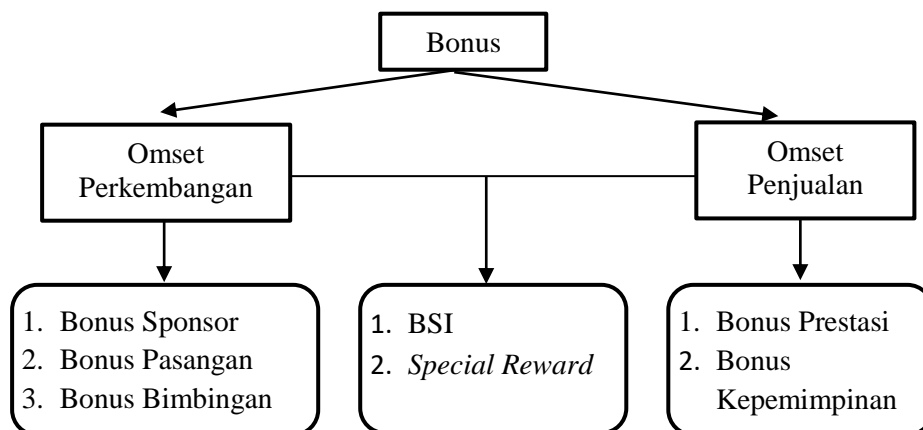 Bonus
Omset
Perkembangan
Omset
Penjualan
1. Bonus Sponsor
2. Bonus Pasangan
3. Bonus Bimbingan
1. BSI
2. Special Reward
1. Bonus Prestasi
2. Bonus
Kepemimpinan